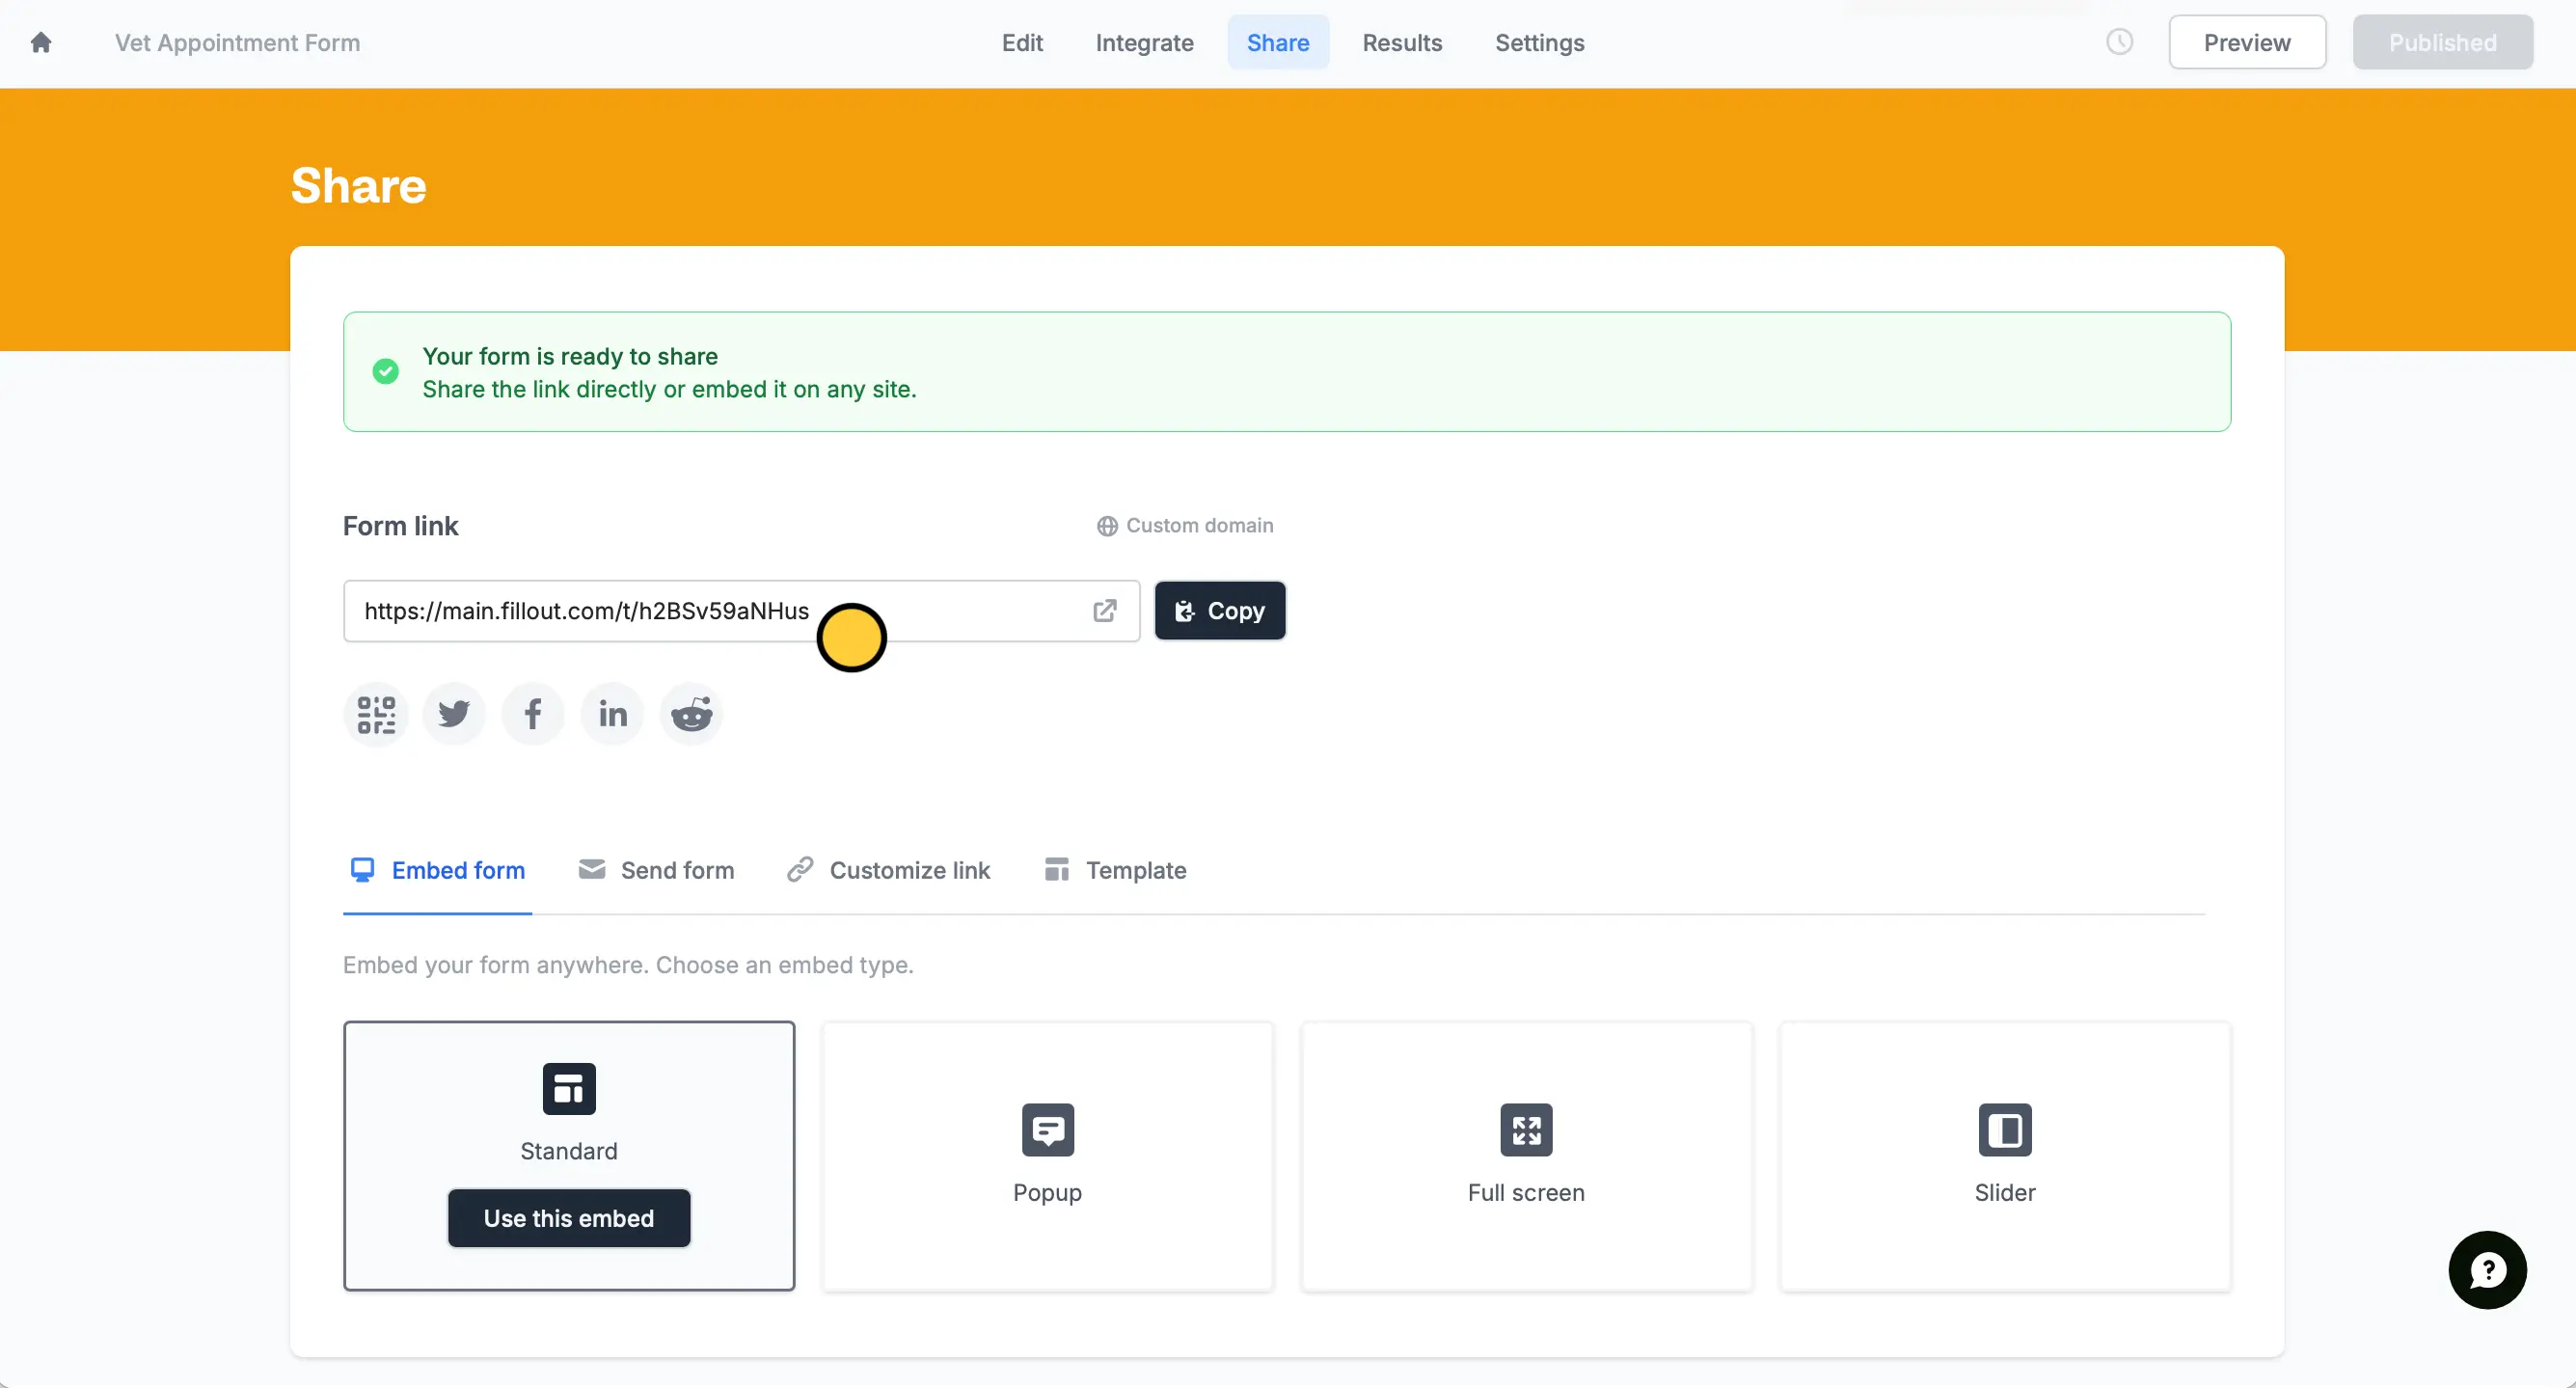 Vet Appointment Form
Edit
Integrate
Share
Results
Settings
Preview
Published
Share
Your form is ready to share
Share the link directly or embed it on any site.
Form link
Custom domain
https://main.fillout.com/t/h2BSv59aNHus
Copy
Embed form
Send form
Customize link
Template
Embed your form anywhere. Choose an embed type.
Standard
Use this embed
Popup
Full screen
Slider